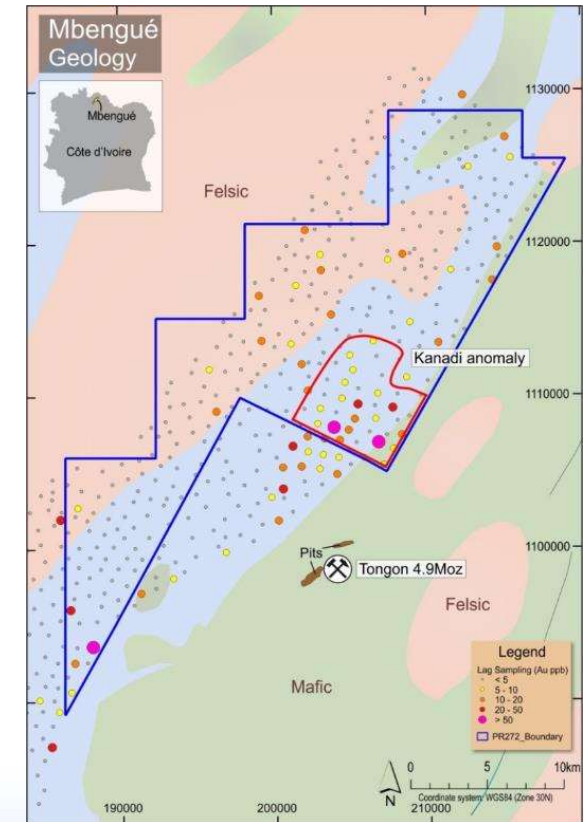 Mbengué
Geology
Mbengué
Côte d'Ivoire
1130000
Felsic
1120000
Kanadi anomaly
1110000
1100000
Pits
Tongon 4.9Moz
Felsic
Mafic
Legend
Lag Sampling (Au ppb)
< 5
5 - 10
10 - 20
20 - 50
> 50
PR272_Boundary
0 5 10km
N
Coordinate system: WGS84 (Zone 30N)
190000 200000 210000